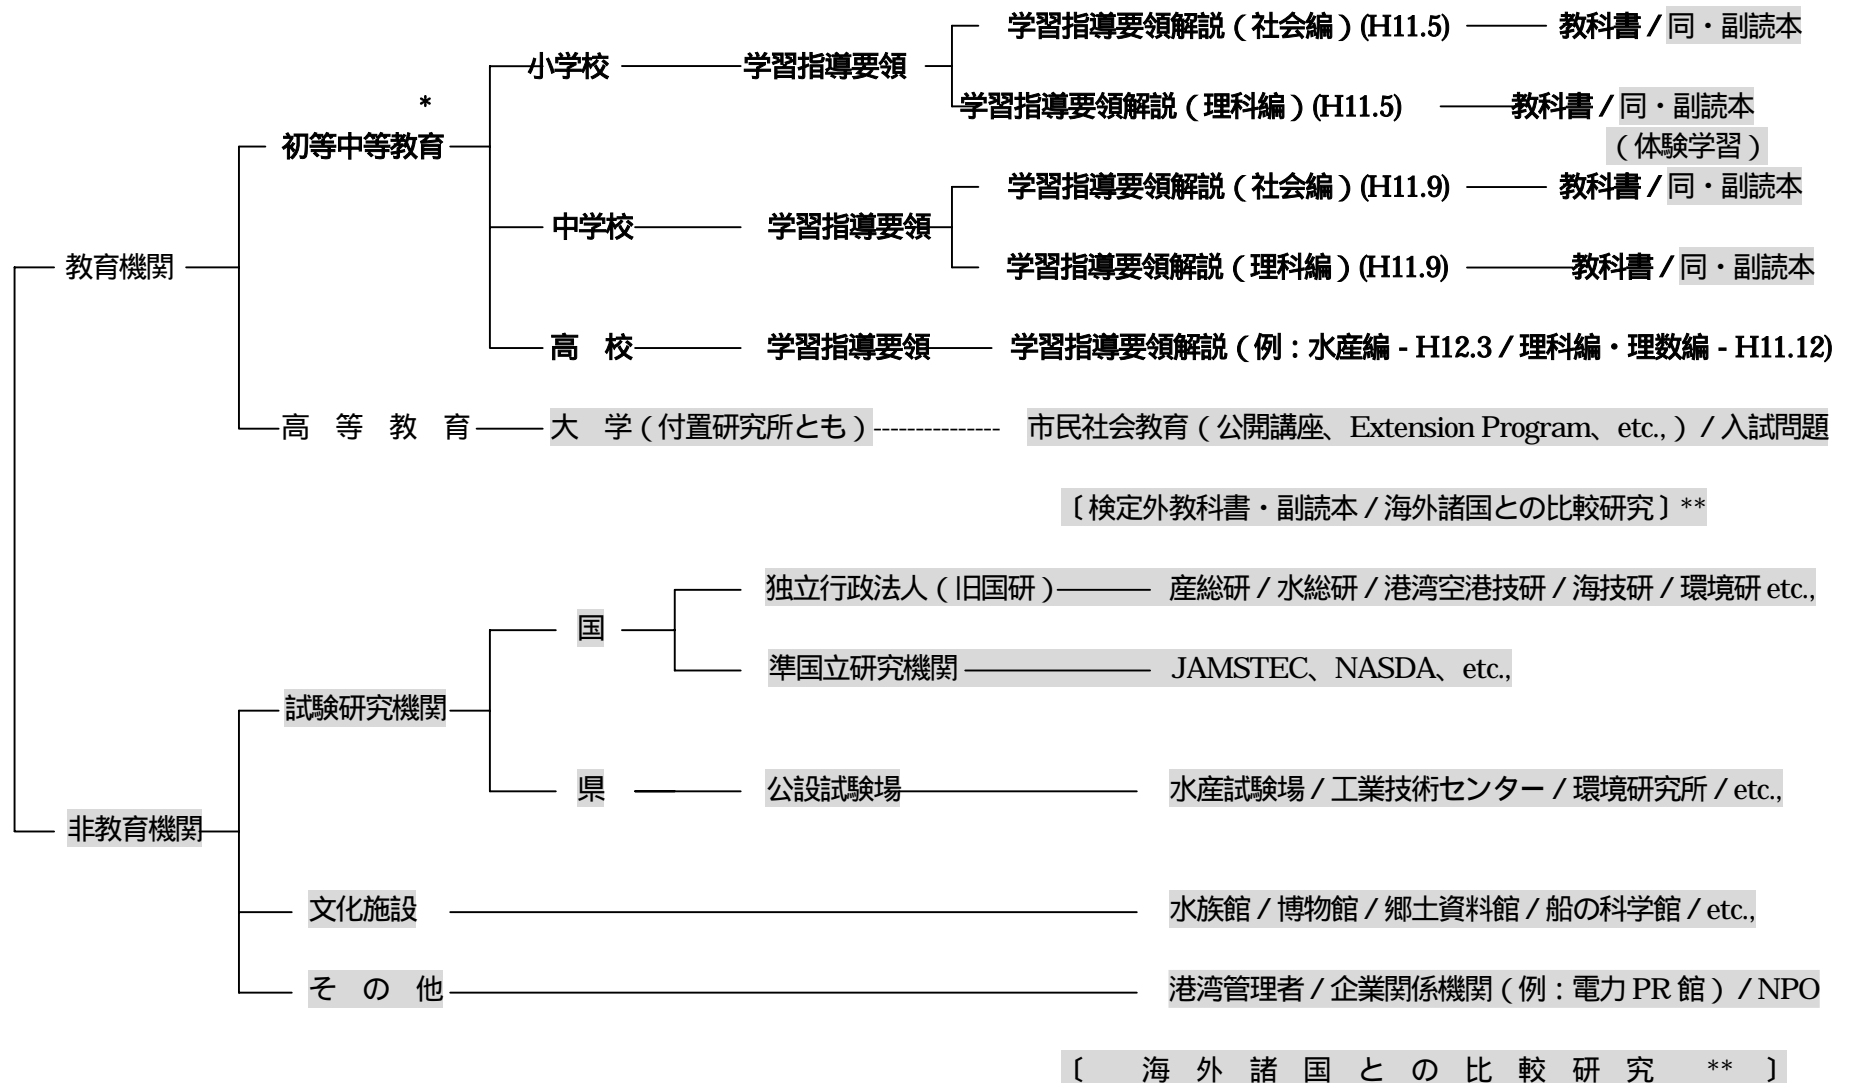 学習指導要領解説（社会編）(H11.5) 教科書 / 同・副読本
小学校 学習指導要領
*
学習指導要領解説（理科編）(H11.5) 教科書 / 同・副読本
初等中等教育 （体験学習）
学習指導要領解説（社会編）(H11.9) 教科書 / 同・副読本
中学校 学習指導要領
教育機関 学習指導要領解説（理科編）(H11.9) 教科書 / 同・副読本
高　校 学習指導要領 学習指導要領解説（例：水産編 - H12.3 / 理科編・理数編 - H11.12)
高　等　教　育 大　学（付置研究所とも） 市民社会教育（公開講座、Extension Program、etc.,）/ 入試問題
〔検定外教科書・副読本 / 海外諸国との比較研究〕**
独立行政法人（旧国研） 産総研 / 水総研 / 港湾空港技研 / 海技研 / 環境研 etc.,
国
準国立研究機関 JAMSTEC、NASDA、etc.,
試験研究機関
県 公設試験場 水産試験場 / 工業技術センター / 環境研究所 / etc.,
非教育機関
文化施設 水族館 / 博物館 / 郷土資料館 / 船の科学館 / etc.,
そ　の　他 港湾管理者 / 企業関係機関（例：電力 PR 館）/ NPO
〔　海　外　諸　国　と　の　比　較　研　究　**　〕